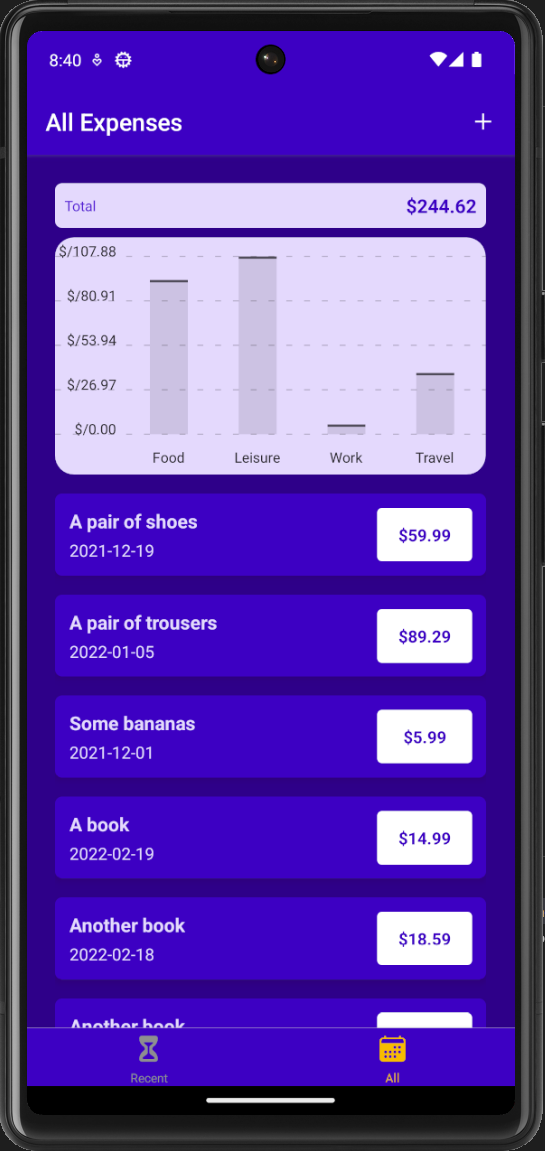 8:40
All Expenses
+
Total $244.62
$/107.88
$/80.91
$/53.94
$/26.97
$/0.00
Food Leisure Work Travel
A pair of shoes
2021-12-19
$59.99
A pair of trousers
2022-01-05
$89.29
Some bananas
2021-12-01
$5.99
A book
2022-02-19
$14.99
Another book
2022-02-18
$18.59
Another book
Recent All